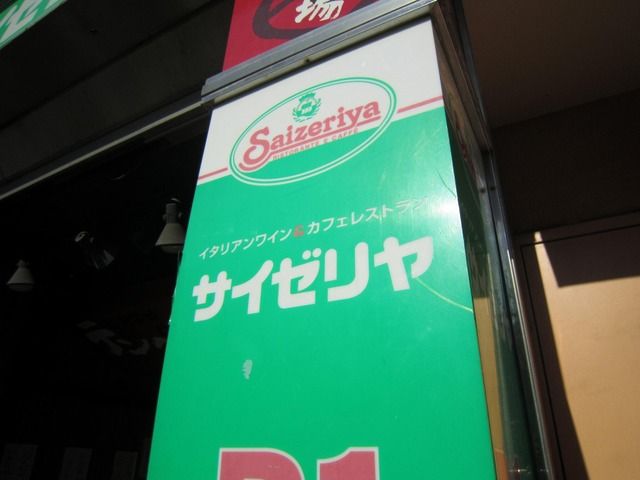 場
Saizeriya
RISTORANTE E CAFFÈ
イタリアンワイン&カフェレストラン
サイゼリヤ
B1